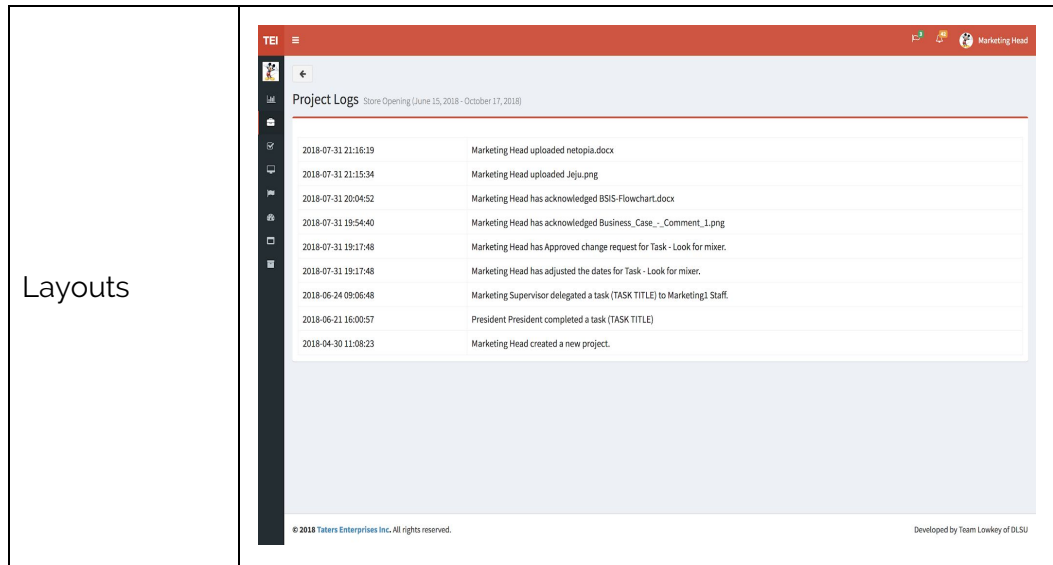 Layouts
TEI
Marketing Head
Project Logs Store Opening (June 15, 2018 - October 17, 2018)
2018-07-31 21:16:19 Marketing Head uploaded netopia.docx
2018-07-31 21:15:34 Marketing Head uploaded Jeju.png
2018-07-31 20:04:52 Marketing Head has acknowledged BSIS-Flowchart.docx
2018-07-31 19:54:40 Marketing Head has acknowledged Business_Case_-_Comment_1.png
2018-07-31 19:17:48 Marketing Head has Approved change request for Task - Look for mixer.
2018-07-31 19:17:48 Marketing Head has adjusted the dates for Task - Look for mixer.
2018-06-24 09:06:48 Marketing Supervisor delegated a task (TASK TITLE) to Marketing1 Staff.
2018-06-21 16:00:57 President President completed a task (TASK TITLE)
2018-04-30 11:08:23 Marketing Head created a new project.
© 2018 Taters Enterprises Inc. All rights reserved. Developed by Team Lowkey of DLSU